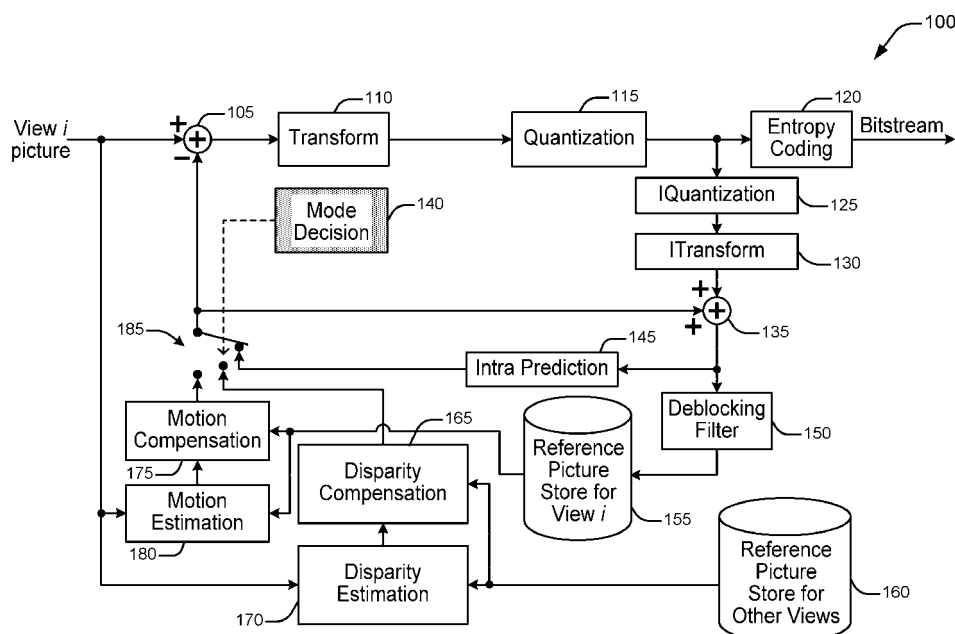 100
View i
picture
+
−
+
105
110
Transform
115
Quantization
120
Entropy
Coding
Bitstream
Mode
Decision
140
IQuantization
125
ITransform
130
+
+
+
135
185
145
Intra Prediction
Deblocking
Filter
150
Motion
Compensation
175
165
Disparity
Compensation
Reference
Picture
Store for
View i
155
Motion
Estimation
180
Disparity
Estimation
170
Reference
Picture
Store for
Other Views
160